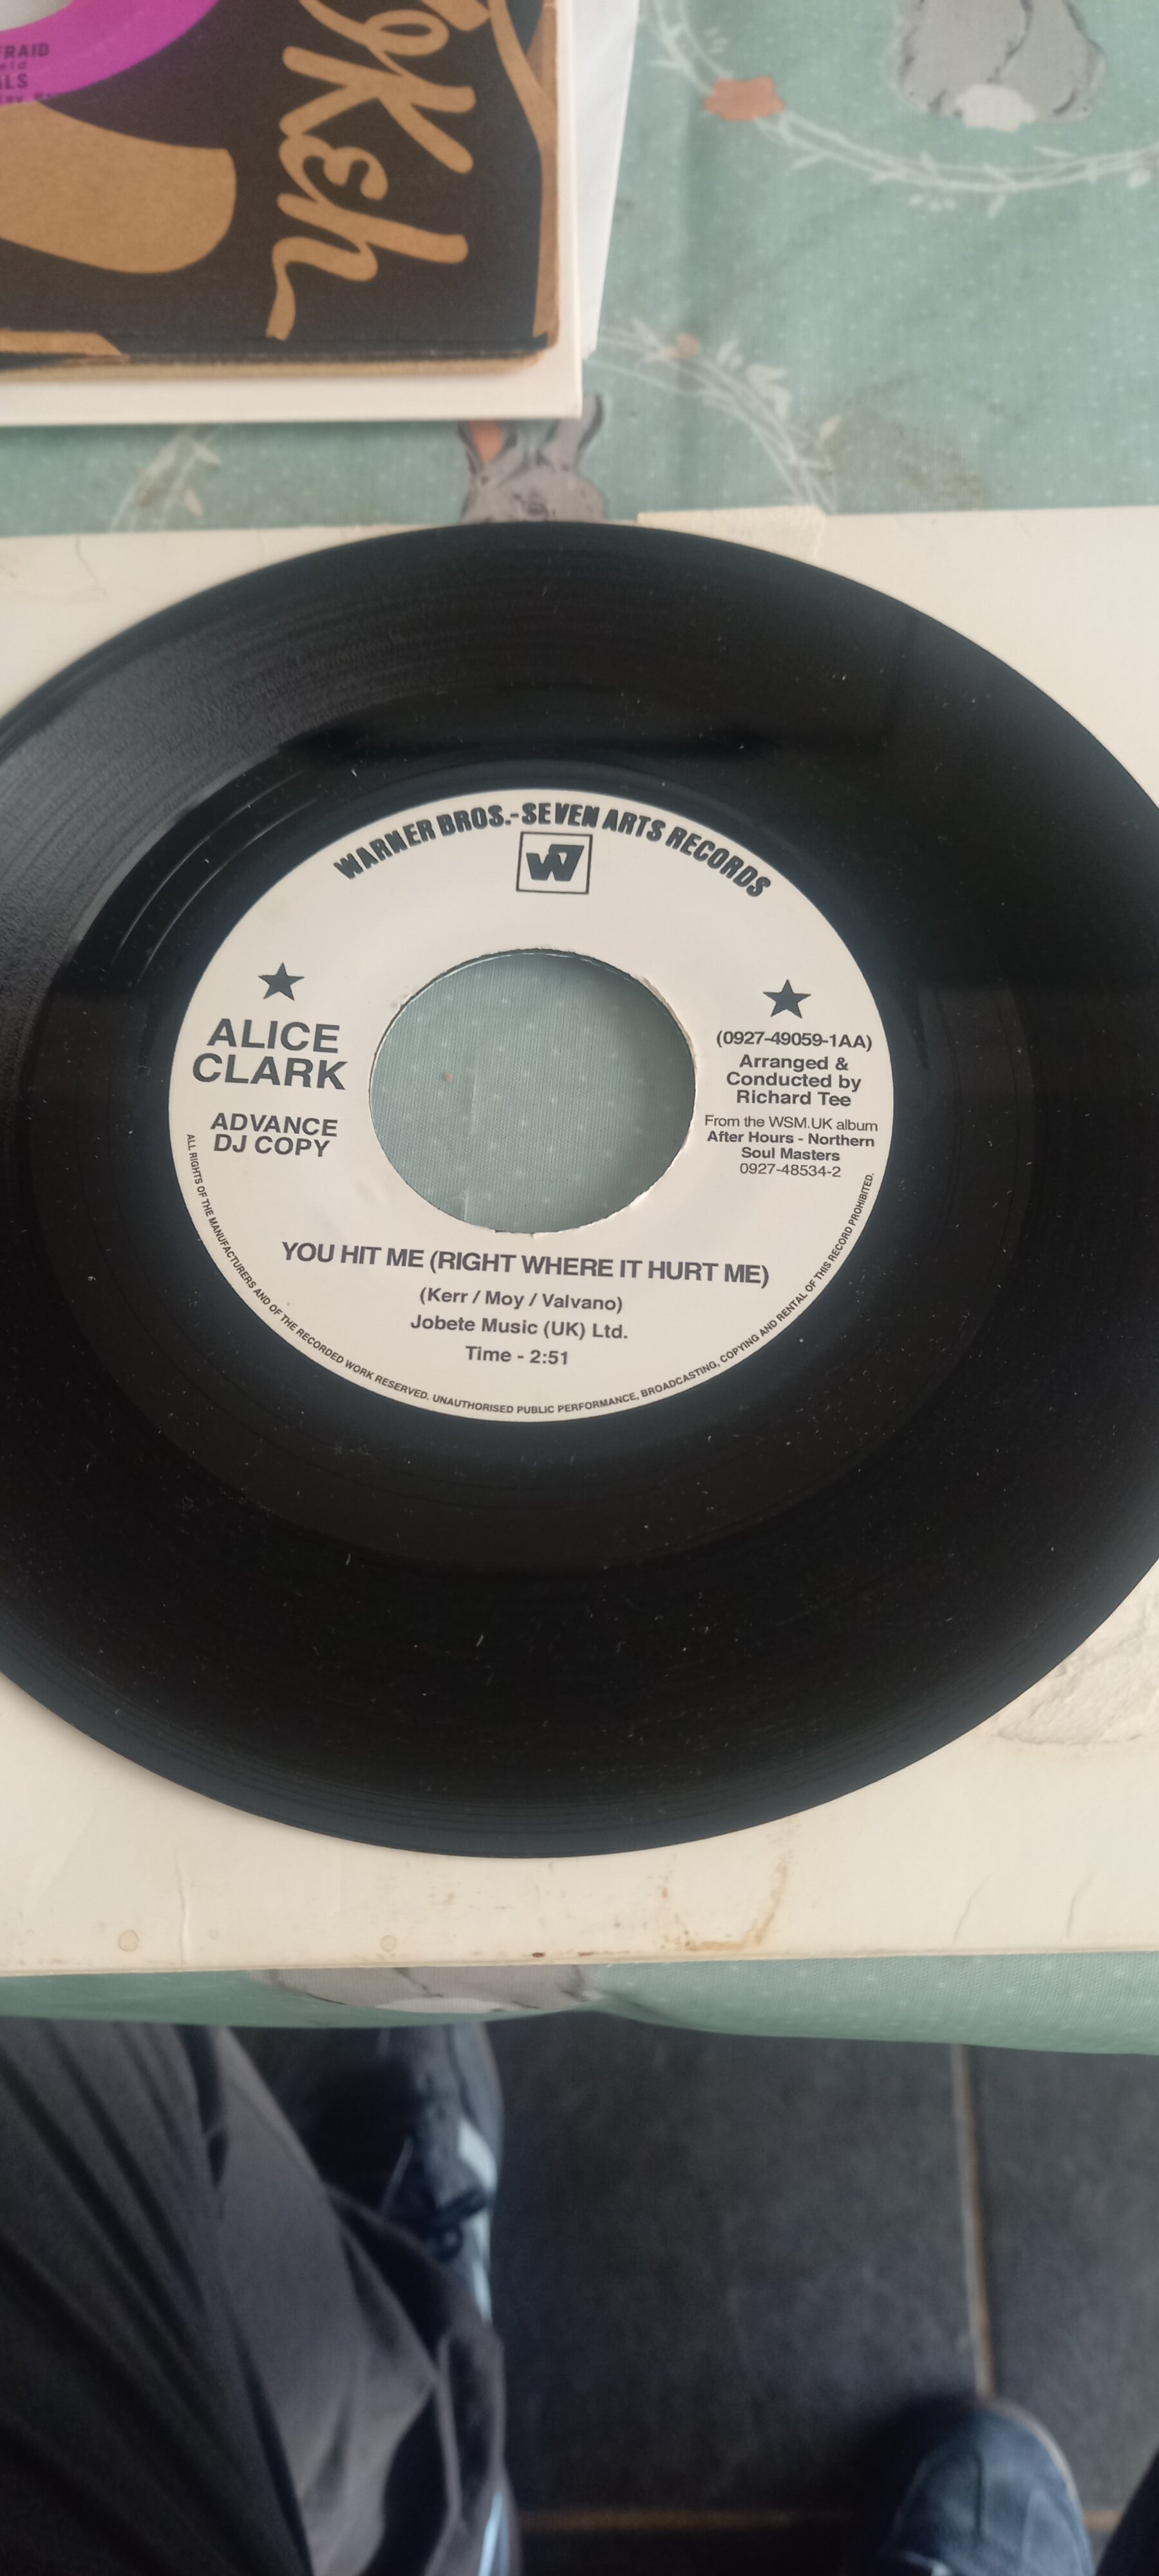 FRAID
ALS
OKeh
WARNER BROS.-SEVEN ARTS RECORDS
W7
ALICE
CLARK
ADVANCE
DJ COPY
(0927-49059-1AA)
Arranged &
Conducted by
Richard Tee
From the WSM.UK album
After Hours - Northern
Soul Masters
0927-48534-2
YOU HIT ME (RIGHT WHERE IT HURT ME)
(Kerr / Moy / Valvano)
Jobete Music (UK) Ltd.
Time - 2:51
ALL RIGHTS OF THE MANUFACTURERS AND OF THE RECORDED WORK RESERVED. UNAUTHORISED PUBLIC PERFORMANCE, BROADCASTING, COPYING AND RENTAL OF THIS RECORD PROHIBITED.